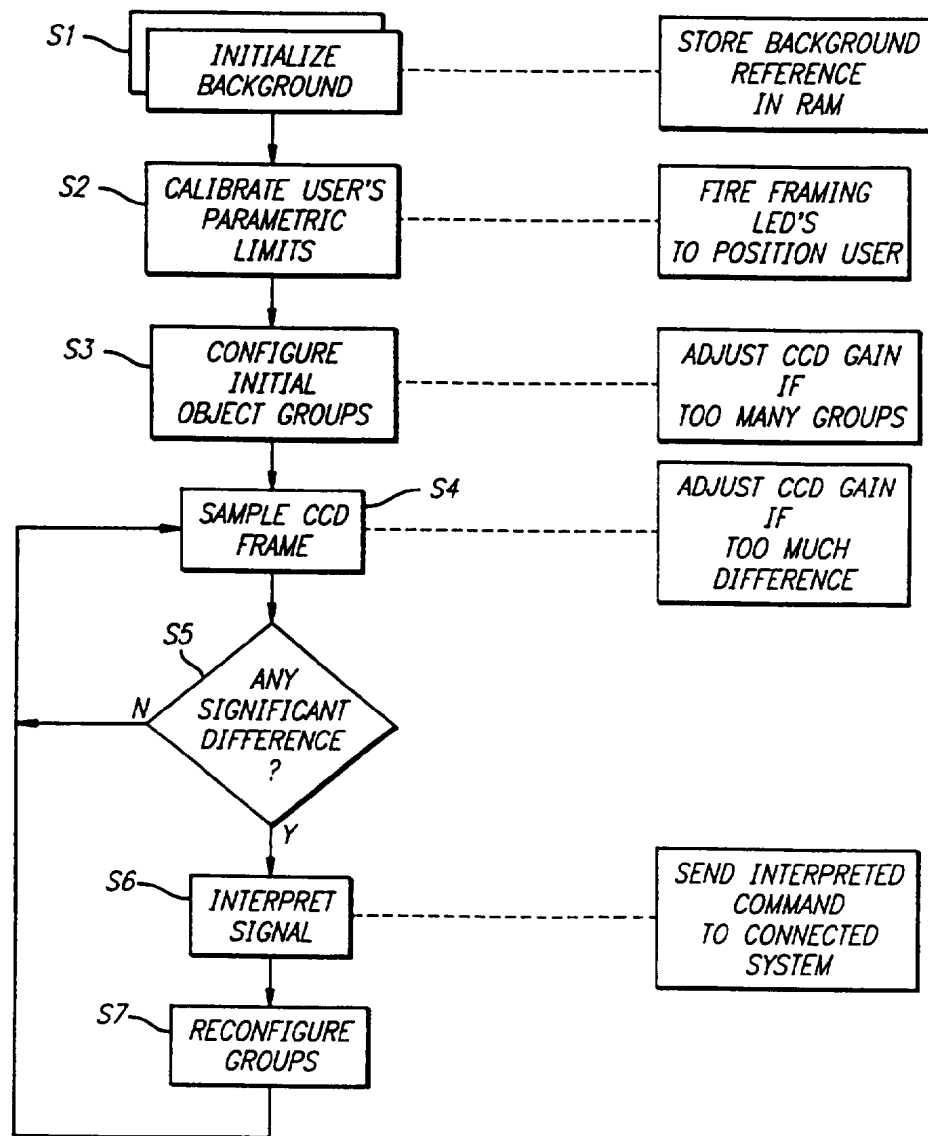 S1
INITIALIZE
BACKGROUND
STORE BACKGROUND
REFERENCE
IN RAM
S2
CALIBRATE USER'S
PARAMETRIC
LIMITS
FIRE FRAMING
LED'S
TO POSITION USER
S3
CONFIGURE
INITIAL
OBJECT GROUPS
ADJUST CCD GAIN
IF
TOO MANY GROUPS
S4
SAMPLE CCD
FRAME
ADJUST CCD GAIN
IF
TOO MUCH
DIFFERENCE
S5
ANY
SIGNIFICANT
DIFFERENCE
?
N
Y
S6
INTERPRET
SIGNAL
SEND INTERPRETED
COMMAND
TO CONNECTED
SYSTEM
S7
RECONFIGURE
GROUPS